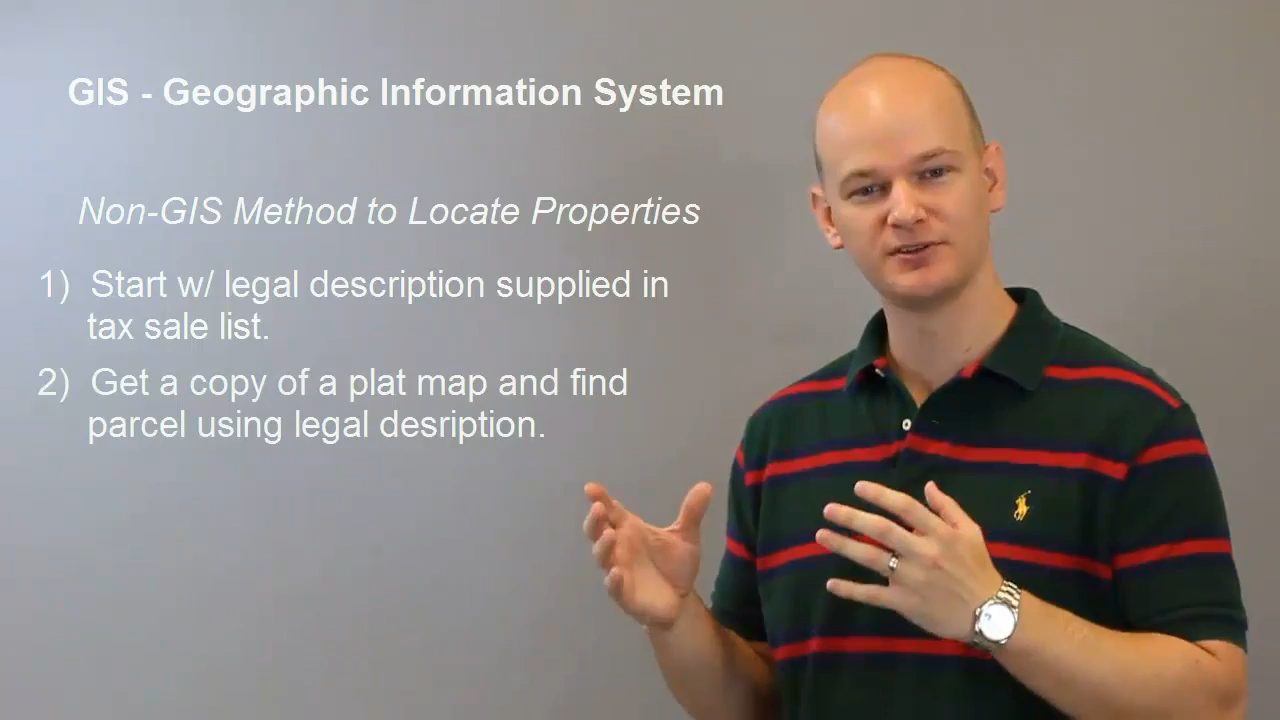 GIS - Geographic Information System
Non-GIS Method to Locate Properties
1) Start w/ legal description supplied in
tax sale list.
2) Get a copy of a plat map and find
parcel using legal desription.